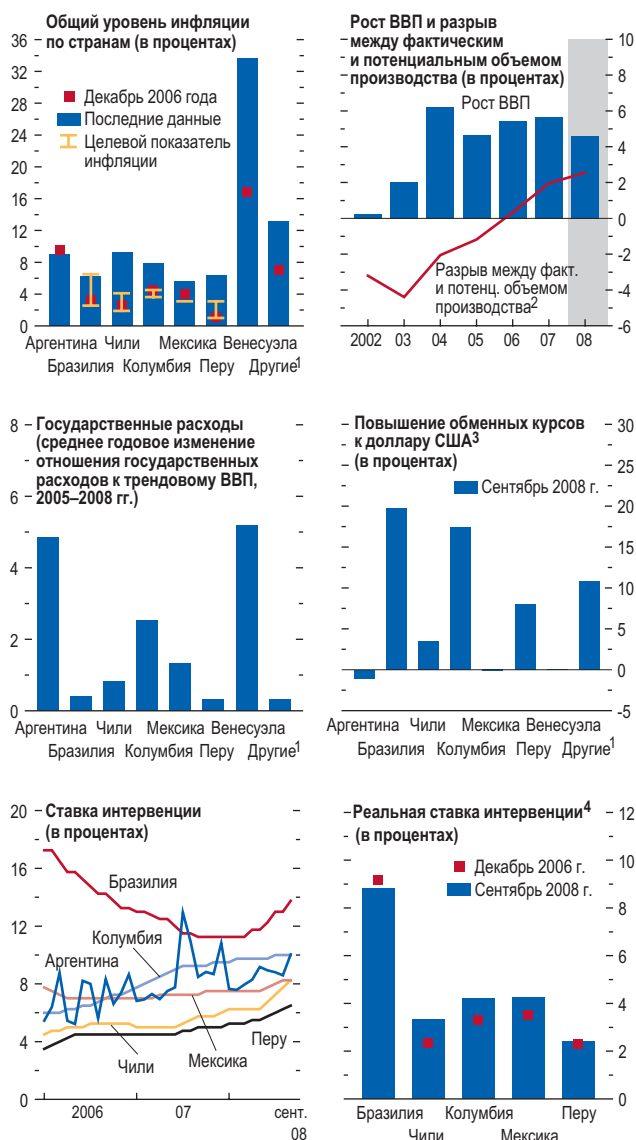 Общий уровень инфляции
по странам (в процентах)
36
32
28
24
20
16
12
8
4
0
Декабрь 2006 года
Последние данные
Целевой показатель
инфляции
Аргентина Чили Мексика Венесуэла
Бразилия Колумбия Перу Другие1
Рост ВВП и разрыв
между фактическим
и потенциальным объемом
производства (в процентах)
Рост ВВП
Разрыв между факт.
и потенц. объемом
производства2
10
8
6
4
2
0
-2
-4
-6
2002 03 04 05 06 07 08
Государственные расходы
(среднее годовое изменение
отношения государственных
расходов к трендовому ВВП,
2005–2008 гг.)
8
6
4
2
0
Аргентина Чили Мексика Венесуэла
Бразилия Колумбия Перу Другие1
Повышение обменных курсов
к доллару США3
(в процентах)
Сентябрь 2008 г.
30
25
20
15
10
5
0
-5
Аргентина Чили Мексика Венесуэла
Бразилия Колумбия Перу Другие1
Ставка интервенции
(в процентах)
20
16
12
8
4
0
Бразилия
Колумбия
Аргентина
Перу
Мексика
Чили
2006 07 сент.
08
Реальная ставка интервенции4
(в процентах)
Декабрь 2006 г.
Сентябрь 2008 г.
12
10
8
6
4
2
0
Бразилия Колумбия Перу
Чили Мексика